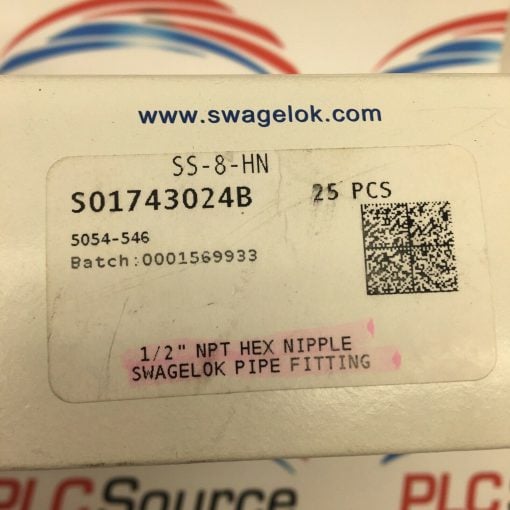 www.swagelok.com
SS-8-HN
S01743024B 25 PCS
5054-546
Batch:0001569933
1/2" NPT HEX NIPPLE
SWAGELOK PIPE FITTING
PLCSource
PLCS